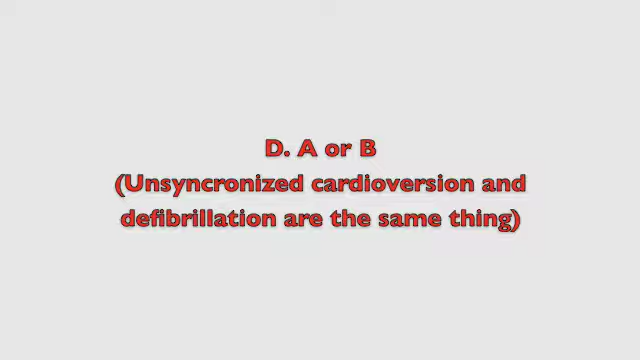 D. A or B
(Unsyncronized cardioversion and
defibrillation are the same thing)